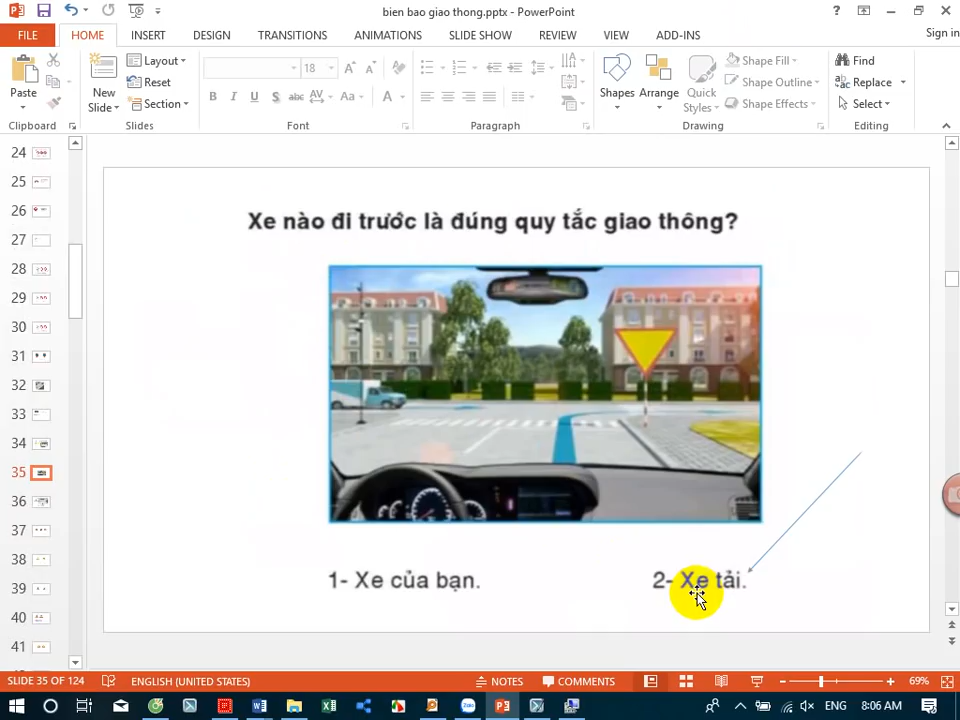 bien bao giao thong.pptx - PowerPoint
Sign in
FILE HOME INSERT DESIGN TRANSITIONS ANIMATIONS SLIDE SHOW REVIEW VIEW ADD-INS
Paste
New Slide
Layout
Reset
Section
18
Shapes
Arrange
Quick Styles
Shape Fill
Shape Outline
Shape Effects
Find
Replace
Select
Clipboard Slides Font Paragraph Drawing Editing
24
25
26
27
28
29
30
31
32
33
34
35
36
37
38
39
40
41
Xe nào đi trước là đúng quy tắc giao thông?
1- Xe của bạn. 2- Xe tải.
SLIDE 35 OF 124 ENGLISH (UNITED STATES) NOTES COMMENTS 69%
ENG 8:06 AM